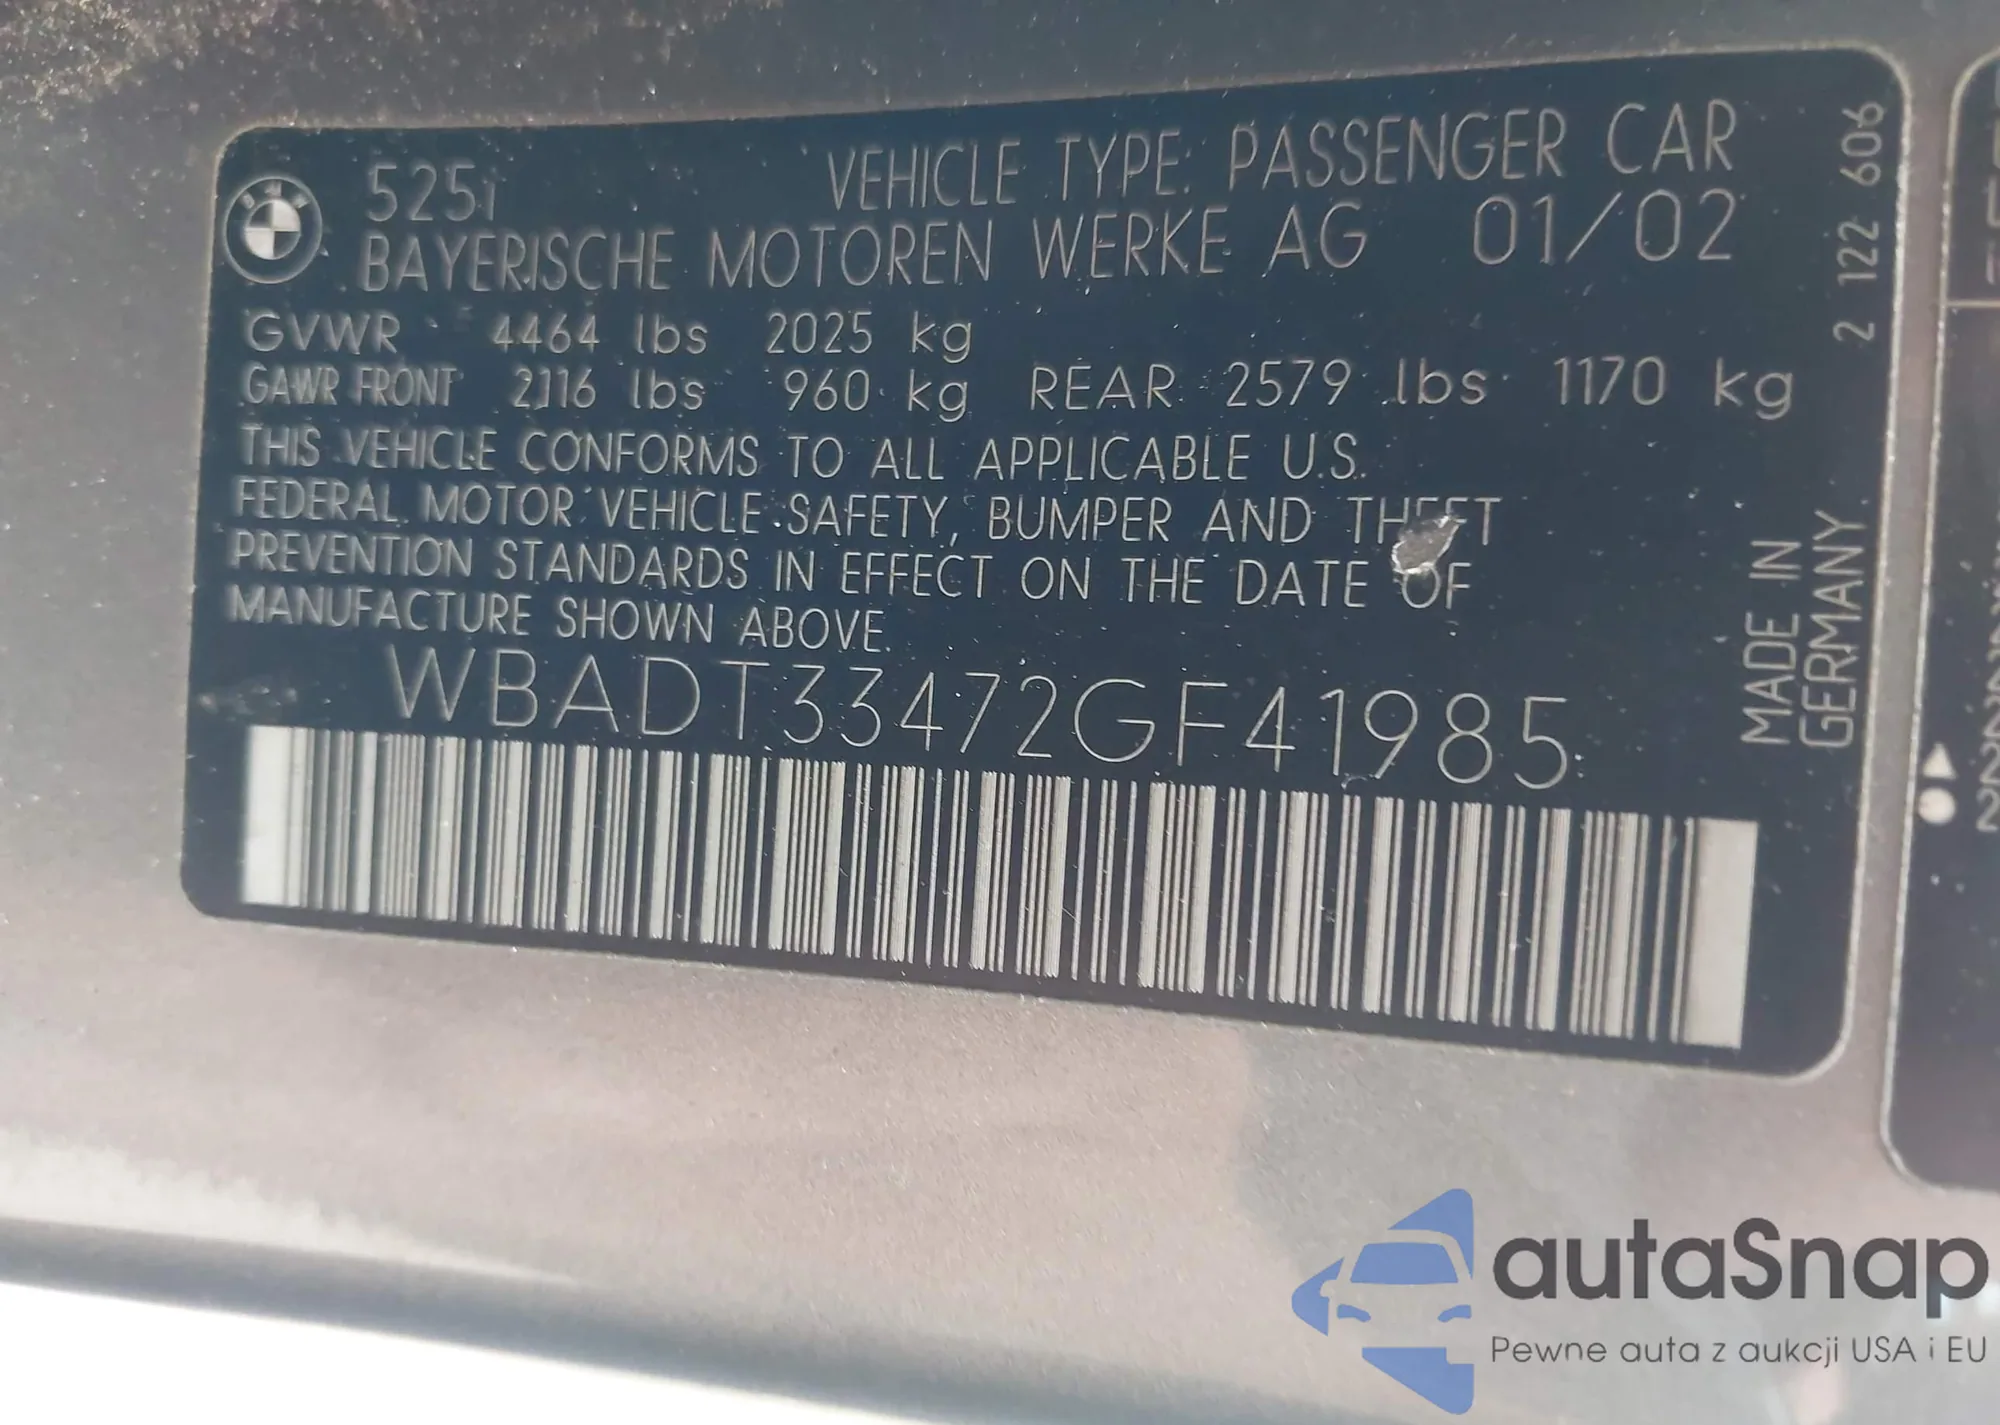 525i
VEHICLE TYPE: PASSENGER CAR
BAYERISCHE MOTOREN WERKE AG 01/02
GVWR 4464 lbs 2025 kg
GAWR FRONT 2116 lbs 960 kg REAR 2579 lbs 1170 kg
THIS VEHICLE CONFORMS TO ALL APPLICABLE U.S.
FEDERAL MOTOR VEHICLE SAFETY, BUMPER AND THEFT
PREVENTION STANDARDS IN EFFECT ON THE DATE OF
MANUFACTURE SHOWN ABOVE.
WBADT33472GF41985
MADE IN
GERMANY
2 122 606
autaSnap
Pewne auta z aukcji USA i EU